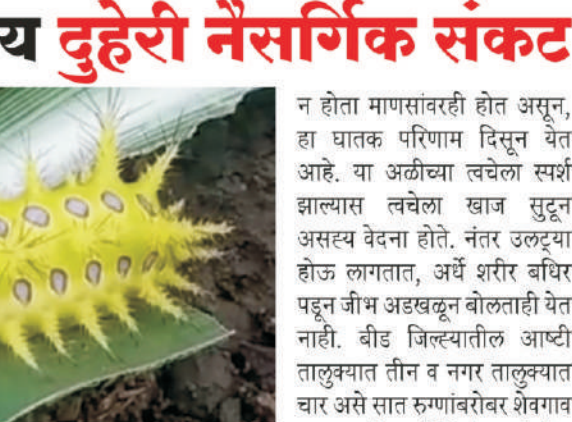 य दुहेरी नैसर्गिक संकट
न होता माणसांवरही होत असून,
हा घातक परिणाम दिसून येत
आहे. या अळीच्या त्वचेला स्पर्श
झाल्यास त्वचेला खाज सुटून
असह्य वेदना होते. नंतर उलट्या
होऊ लागतात, अर्धे शरीर बधिर
पडून जीभ अडखळून बोलताही येत
नाही. बीड जिल्ह्यातील आष्टी
तालुक्यात तीन व नगर तालुक्यात
चार असे सात रुग्णांबरोबर शेवगाव